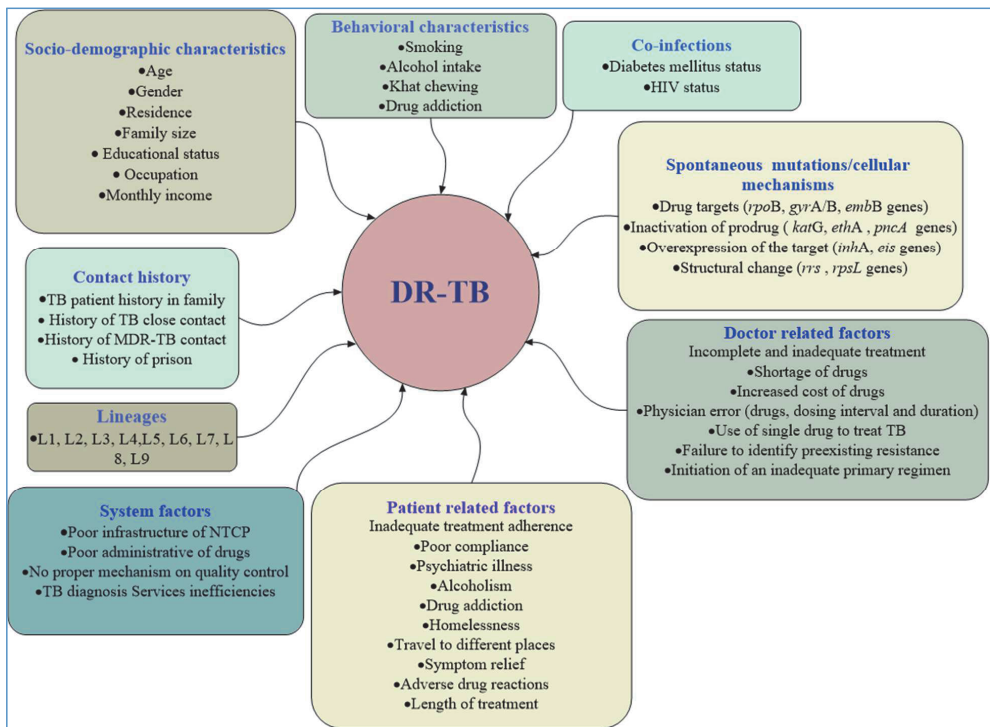 Socio-demographic characteristics
●Age
●Gender
●Residence
●Family size
● Educational status
● Occupation
●Monthly income
Behavioral characteristics
●Smoking
●Alcohol intake
●Khat chewing
●Drug addiction
Co-infections
●Diabetes mellitus status
●HIV status
Spontaneous mutations/cellular
mechanisms
●Drug targets (rpoB, gyrA/B, embB genes)
●Inactivation of prodrug ( katG, ethA , pncA genes)
●Overexpression of the target (inhA, eis genes)
●Structural change (rrs , rpsL genes)
DR-TB
Contact history
●TB patient history in family
● History of TB close contact
●History of MDR-TB contact
● History of prison
Doctor related factors
Incomplete and inadequate treatment
●Shortage of drugs
●Increased cost of drugs
●Physician error (drugs, dosing interval and duration)
●Use of single drug to treat TB
●Failure to identify preexisting resistance
●Initiation of an inadequate primary regimen
Lineages
●L1, L2, L3, L4,L5, L6, L7, L
8, L9
System factors
●Poor infrastructure of NTCP
●Poor administrative of drugs
●No proper mechanism on quality control
●TB diagnosis Services inefficiencies
Patient related factors
Inadequate treatment adherence
●Poor compliance
●Psychiatric illness
●Alcoholism
●Drug addiction
●Homelessness
●Travel to different places
●Symptom relief
●Adverse drug reactions
●Length of treatment